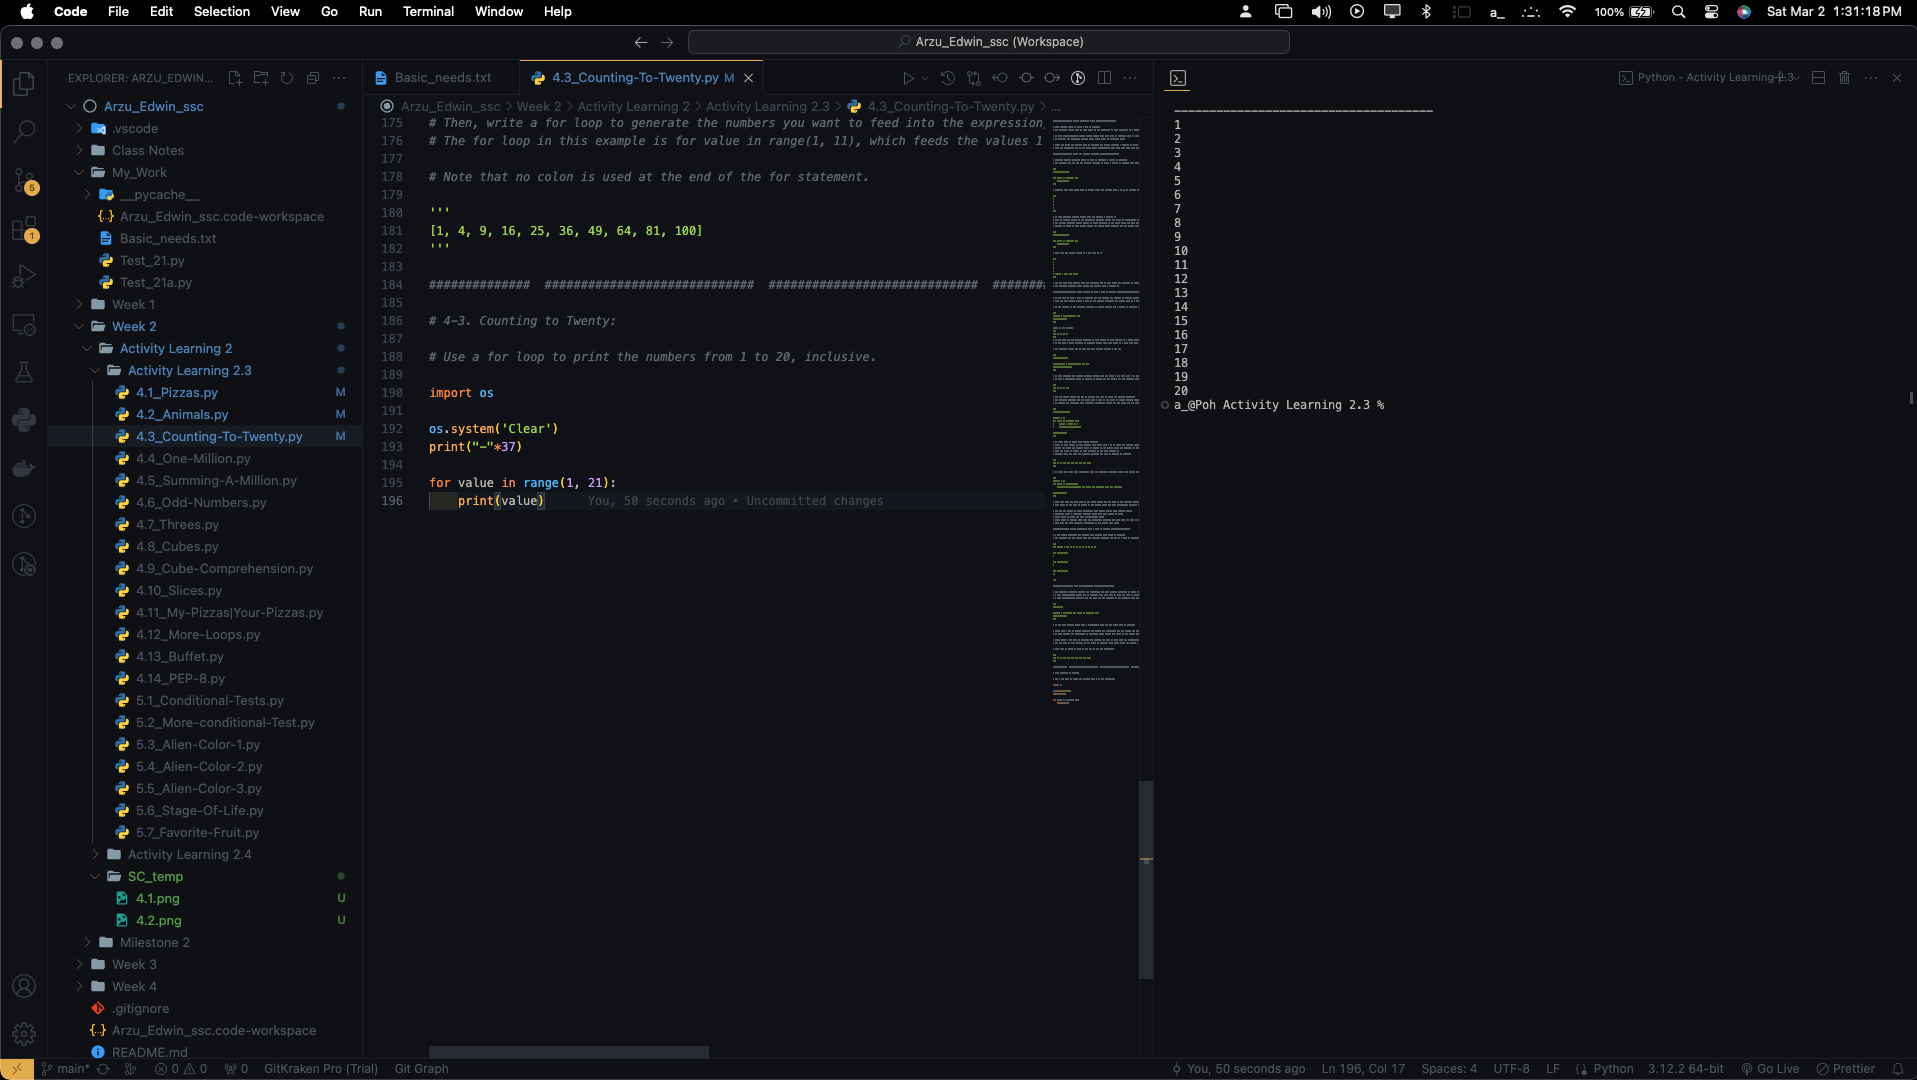 Code File Edit Selection View Go Run Terminal Window Help
a_ 100% Sat Mar 2 1:31:18 PM
Arzu_Edwin_ssc (Workspace)
EXPLORER: ARZU_EDWIN...
Arzu_Edwin_ssc
.vscode
Class Notes
My_Work
__pycache__
Arzu_Edwin_ssc.code-workspace
Basic_needs.txt
Test_21.py
Test_21a.py
Week 1
Week 2
Activity Learning 2
Activity Learning 2.3
4.1_Pizzas.py M
4.2_Animals.py M
4.3_Counting-To-Twenty.py M
4.4_One-Million.py
4.5_Summing-A-Million.py
4.6_Odd-Numbers.py
4.7_Threes.py
4.8_Cubes.py
4.9_Cube-Comprehension.py
4.10_Slices.py
4.11_My-Pizzas|Your-Pizzas.py
4.12_More-Loops.py
4.13_Buffet.py
4.14_PEP-8.py
5.1_Conditional-Tests.py
5.2_More-conditional-Test.py
5.3_Alien-Color-1.py
5.4_Alien-Color-2.py
5.5_Alien-Color-3.py
5.6_Stage-Of-Life.py
5.7_Favorite-Fruit.py
Activity Learning 2.4
SC_temp
4.1.png U
4.2.png U
Milestone 2
Week 3
Week 4
.gitignore
Arzu_Edwin_ssc.code-workspace
README.md
5
1
Basic_needs.txt
4.3_Counting-To-Twenty.py M
Arzu_Edwin_ssc > Week 2 > Activity Learning 2 > Activity Learning 2.3 > 4.3_Counting-To-Twenty.py > ...
175 # Then, write a for loop to generate the numbers you want to feed into the expression,
176 # The for loop in this example is for value in range(1, 11), which feeds the values 1
177
178 # Note that no colon is used at the end of the for statement.
179
180 '''
181 [1, 4, 9, 16, 25, 36, 49, 64, 81, 100]
182 '''
183
184 ############## ############################# ############################# #######
185
186 # 4-3. Counting to Twenty:
187
188 # Use a for loop to print the numbers from 1 to 20, inclusive.
189
190 import os
191
192 os.system('Clear')
193 print("-"*37)
194
195 for value in range(1, 21):
196 print(value) You, 50 seconds ago • Uncommitted changes
Python - Activity Learning 2.3
-------------------------------------
1
2
3
4
5
6
7
8
9
10
11
12
13
14
15
16
17
18
19
20
a_@Poh Activity Learning 2.3 %
main* 0 0 0 GitKraken Pro (Trial) Git Graph
You, 50 seconds ago Ln 196, Col 17 Spaces: 4 UTF-8 LF Python 3.12.2 64-bit Go Live Prettier